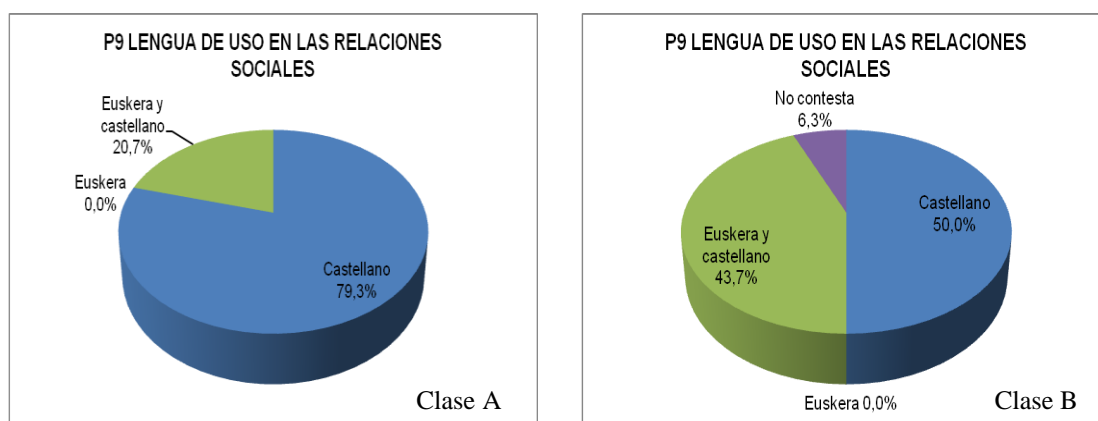 P9 LENGUA DE USO EN LAS RELACIONES
SOCIALES
Euskera y
castellano
20,7%
Euskera
0,0%
Castellano
79,3%
Clase A
P9 LENGUA DE USO EN LAS RELACIONES
SOCIALES
No contesta
6,3%
Castellano
50,0%
Euskera y
castellano
43,7%
Euskera 0,0%
Clase B